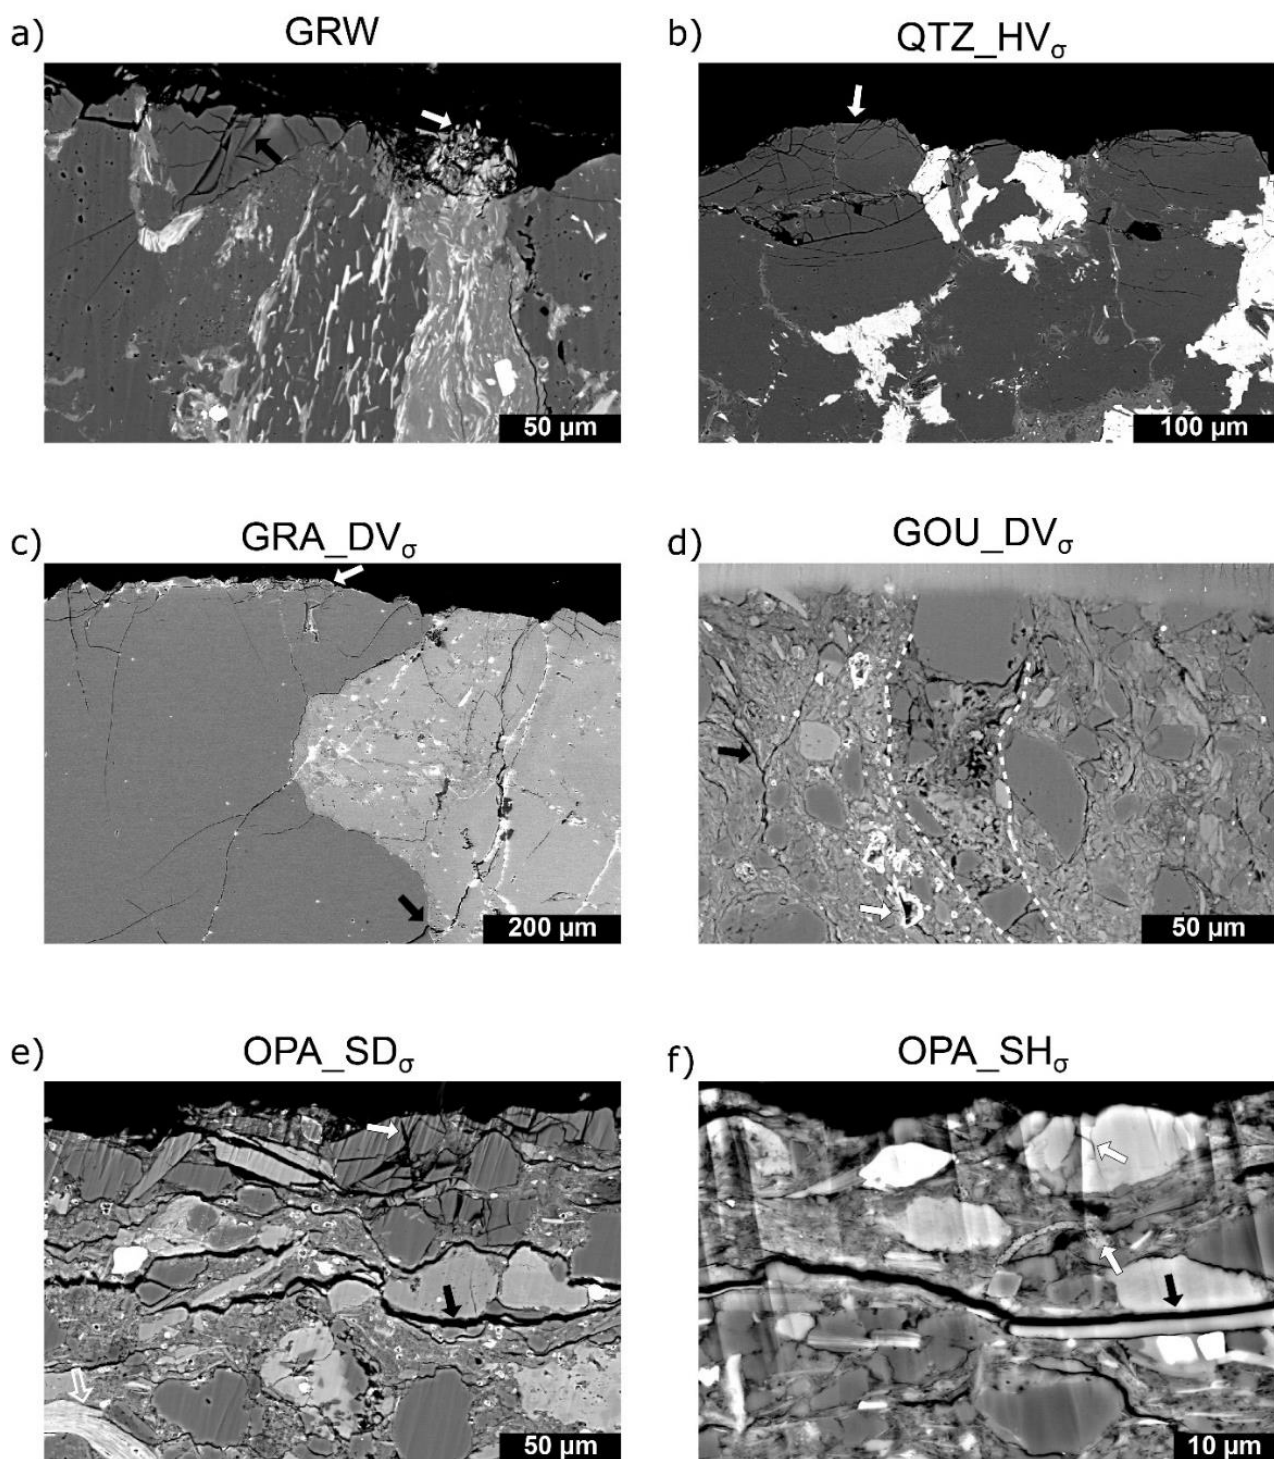 a) GRW
b) QTZ_HVσ
50 µm
100 µm
c) GRA_DVσ
d) GOU_DVσ
200 µm
50 µm
e) OPA_SDσ
f) OPA_SHσ
50 µm
10 µm